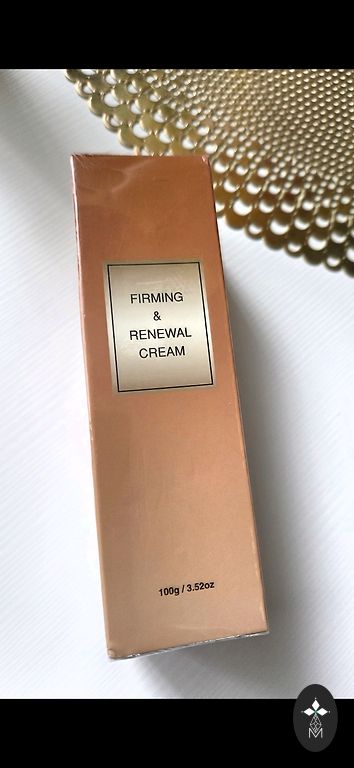 FIRMING
&
RENEWAL
CREAM
100g / 3.52oz
M